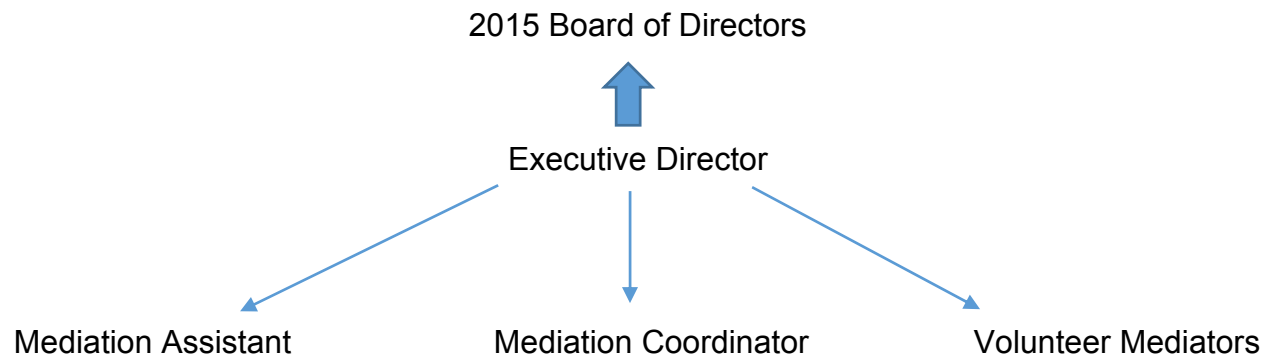 2015 Board of Directors
Executive Director
Mediation Assistant
Mediation Coordinator
Volunteer Mediators